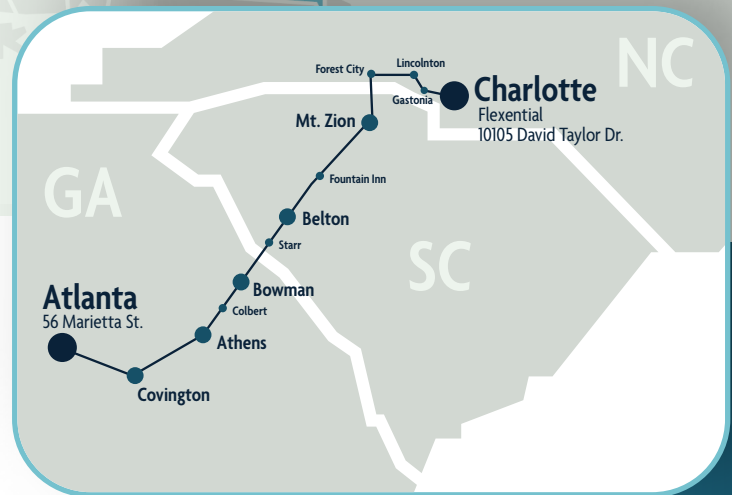 NC
Forest City
Lincolnton
Gastonia
Charlotte
Flexential
10105 David Taylor Dr.
Mt. Zion
Fountain Inn
GA
Belton
Starr
SC
Bowman
Atlanta
56 Marietta St.
Colbert
Athens
Covington